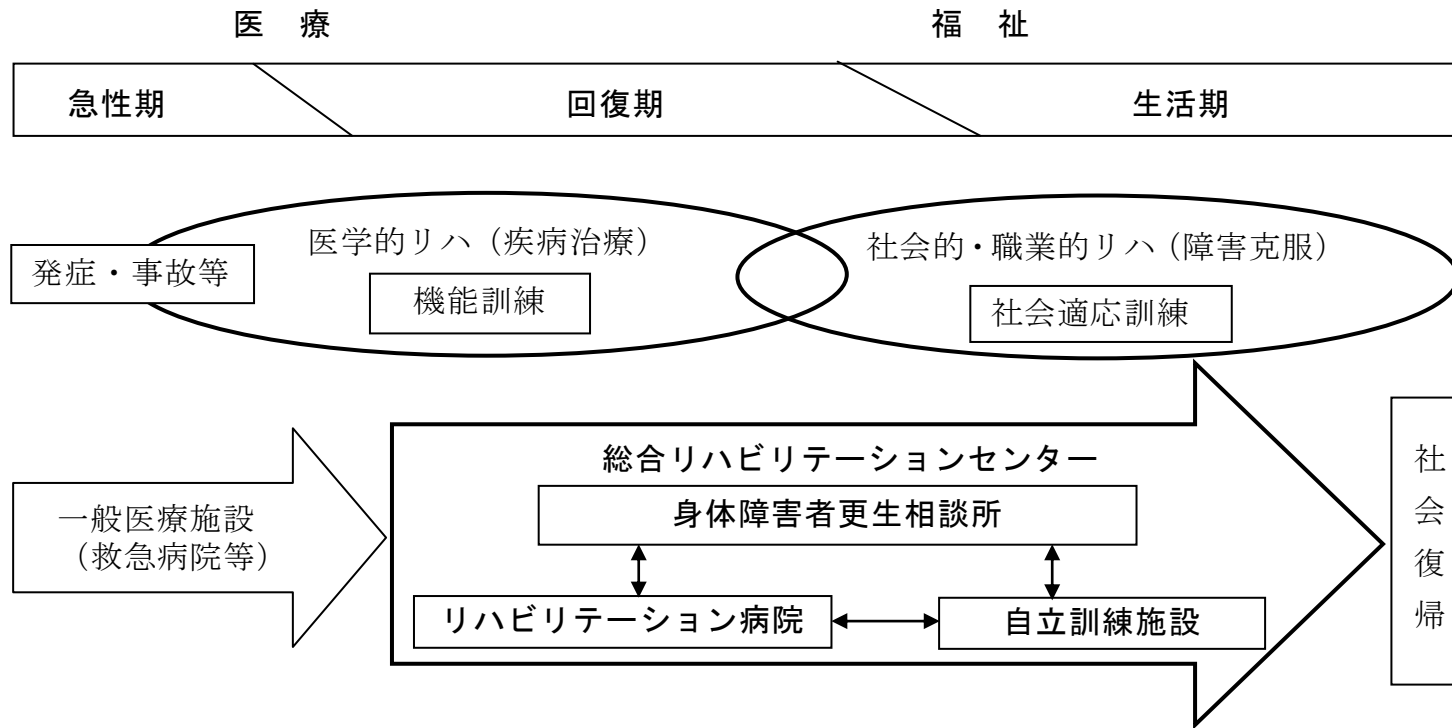 医 療
福 祉
急性期
回復期
生活期
発症・事故等
医学的リハ（疾病治療）
機能訓練
社会的・職業的リハ（障害克服）
社会適応訓練
一般医療施設
（救急病院等）
総合リハビリテーションセンター
身体障害者更生相談所
リハビリテーション病院
自立訓練施設
社会復帰